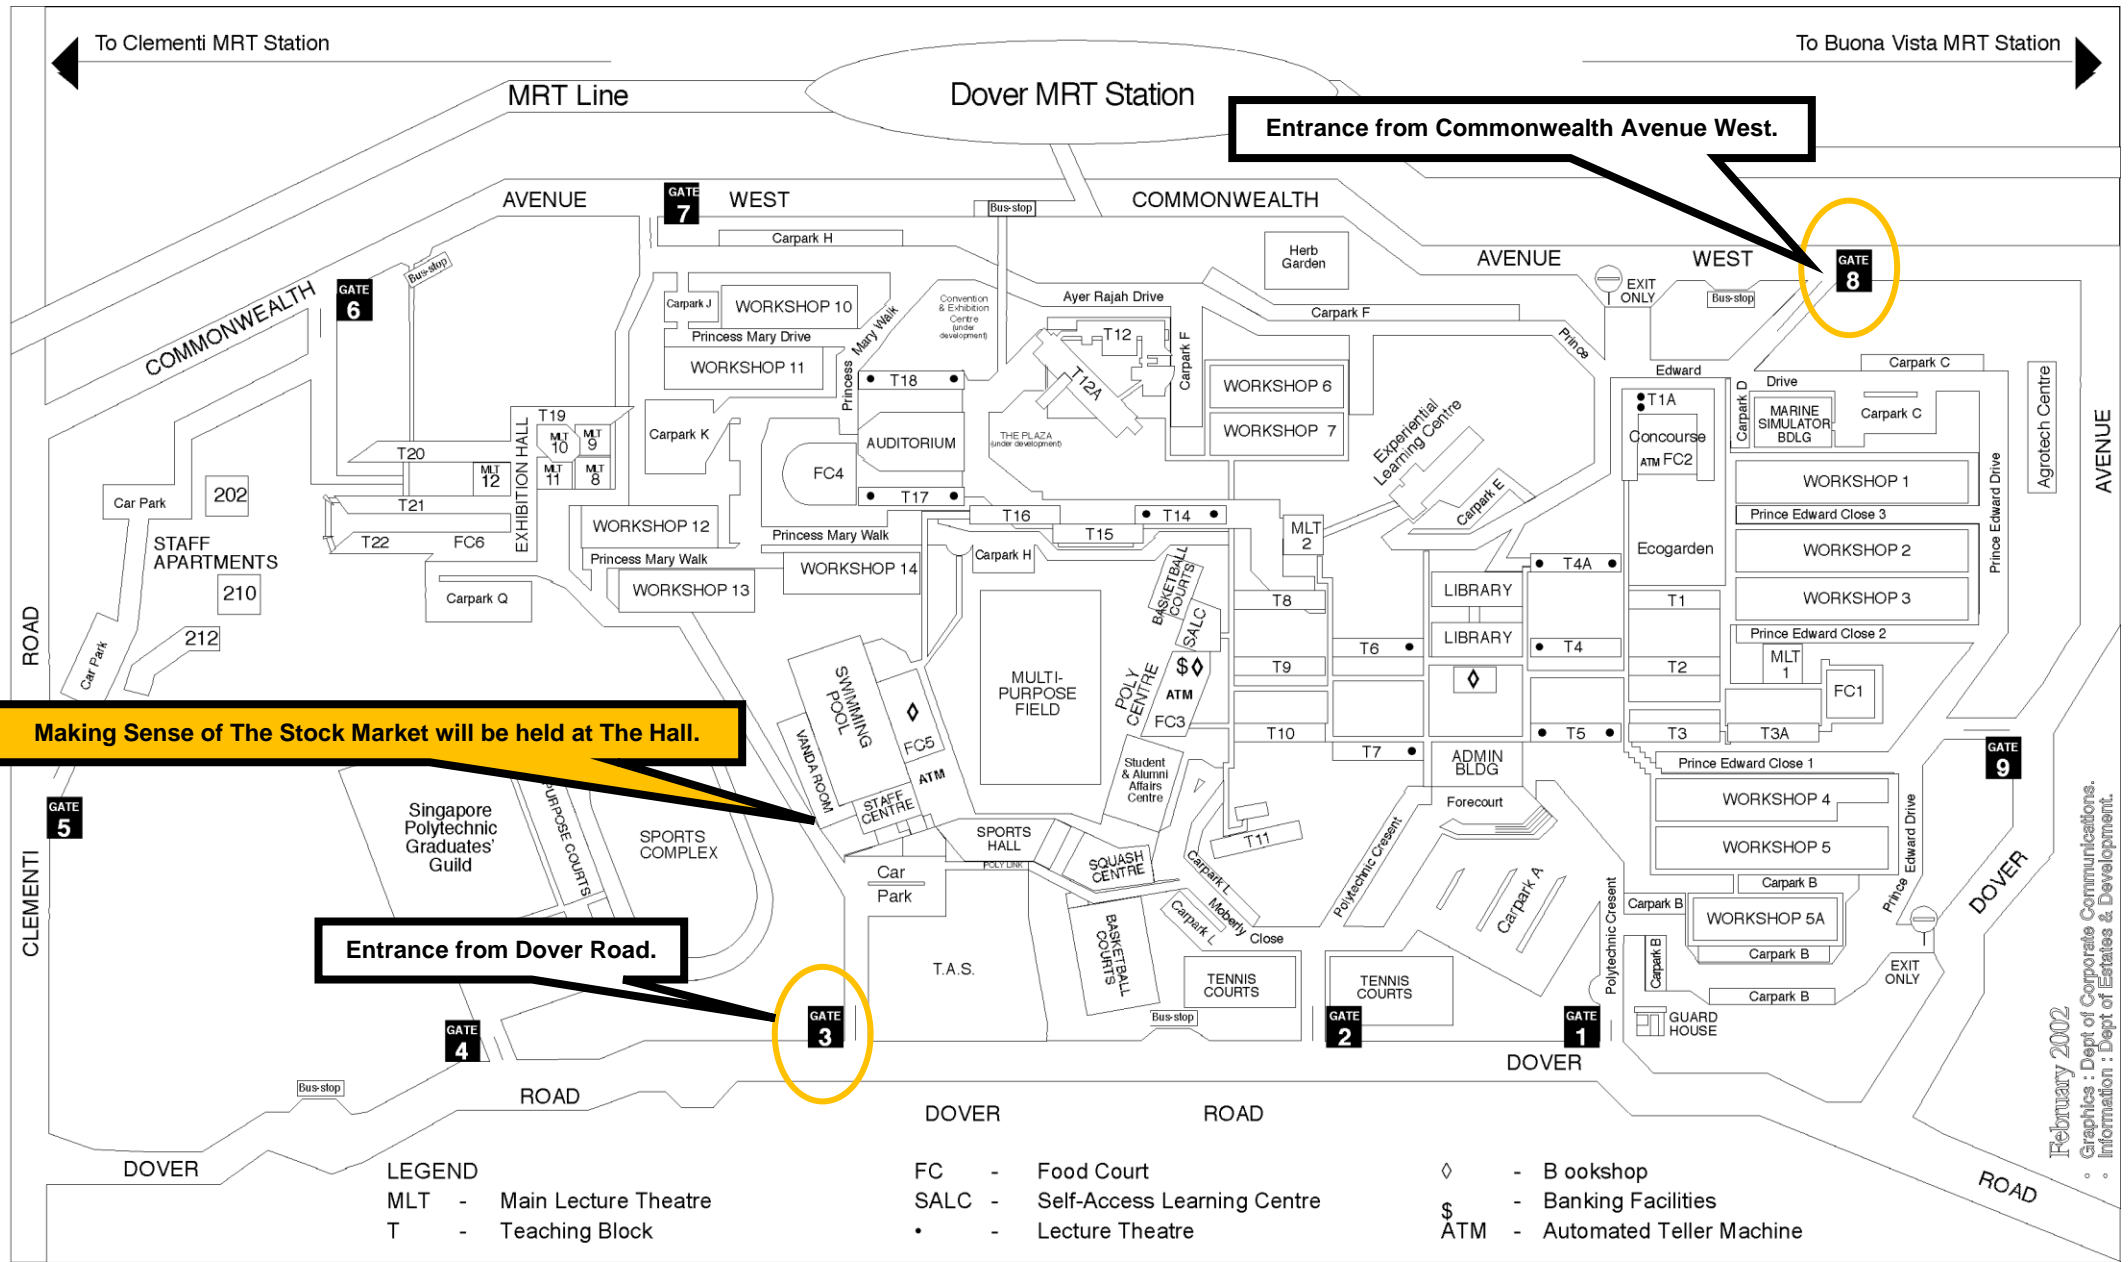 To Clementi MRT Station
To Buona Vista MRT Station
MRT Line
Dover MRT Station
Entrance from Commonwealth Avenue West.
AVENUE
GATE
7
WEST
Bus-stop
COMMONWEALTH
Carpark H
Herb
Garden
AVENUE
WEST
GATE
8
EXIT
ONLY
Bus-stop
Bus-stop
GATE
6
COMMONWEALTH
Carpark J
WORKSHOP 10
Princess Mary Drive
WORKSHOP 11
Princess
Mary Walk
Convention
& Exhibition
Centre
(under
development)
Ayer Rajah Drive
T12
T12A
Carpark F
Carpark F
Prince
Edward
Drive
Carpark C
Carpark D
MARINE
SIMULATOR
BDLG
Carpark C
Agrotech Centre
AVENUE
T18
AUDITORIUM
FC4
T17
THE PLAZA
(under development)
WORKSHOP 6
WORKSHOP 7
Experiential
Learning Centre
Carpark E
T1A
Concourse
ATM FC2
WORKSHOP 1
Prince Edward Close 3
WORKSHOP 2
WORKSHOP 3
Prince Edward Close 2
Prince Edward Drive
Ecogarden
T19
MLT
10
MLT
9
MLT
11
MLT
8
MLT
12
T20
T21
T22
FC6
EXHIBITION HALL
Carpark K
WORKSHOP 12
Princess Mary Walk
WORKSHOP 13
Princess Mary Walk
WORKSHOP 14
Carpark Q
Car Park
202
STAFF
APARTMENTS
210
212
Car Park
ROAD
T16
T15
T14
MLT
2
Carpark H
BASKETBALL
COURTS
SALC
POLY
CENTRE
$◊
ATM
FC3
MULTI-
PURPOSE
FIELD
T8
T9
T10
T6
T7
LIBRARY
LIBRARY
◊
ADMIN
BLDG
T4A
T4
T5
T1
T2
T3
T3A
MLT
1
FC1
SWIMMING
POOL
VANDA ROOM
◊
FC5
ATM
STAFF
CENTRE
Making Sense of The Stock Market will be held at The Hall.
GATE
5
CLEMENTI
Singapore
Polytechnic
Graduates'
Guild
PURPOSE COURTS
SPORTS
COMPLEX
Car
Park
SPORTS
HALL
POLY LINK
SQUASH
CENTRE
Student
& Alumni
Affairs
Centre
T11
Carpark L
Carpark L
Moberly
Close
Polytechnic Cresent
Forecourt
Carpark A
Polytechnic Cresent
Prince Edward Close 1
WORKSHOP 4
WORKSHOP 5
Carpark B
Carpark B
WORKSHOP 5A
Carpark B
Carpark B
Carpark B
Prince
Edward Drive
GATE
9
EXIT
ONLY
DOVER
GUARD
HOUSE
Entrance from Dover Road.
T.A.S.
BASKETBALL
COURTS
TENNIS
COURTS
TENNIS
COURTS
Bus-stop
GATE
4
GATE
3
GATE
2
GATE
1
DOVER
Bus-stop
ROAD
DOVER
ROAD
DOVER
ROAD
February 2002
Graphics : Dept of Corporate Communications.
Information : Dept of Estates & Development.
LEGEND
MLT - Main Lecture Theatre
T - Teaching Block
FC - Food Court
SALC - Self-Access Learning Centre
• - Lecture Theatre
◊ - B ookshop
$ - Banking Facilities
ATM - Automated Teller Machine